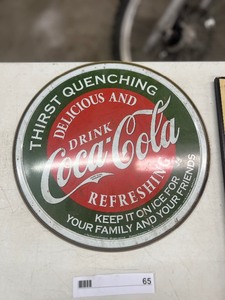 THIRST QUENCHING
DELICIOUS AND
DRINK
Coca-Cola
REFRESHING
KEEP IT ON ICE FOR
YOUR FAMILY AND YOUR FRIENDS
65